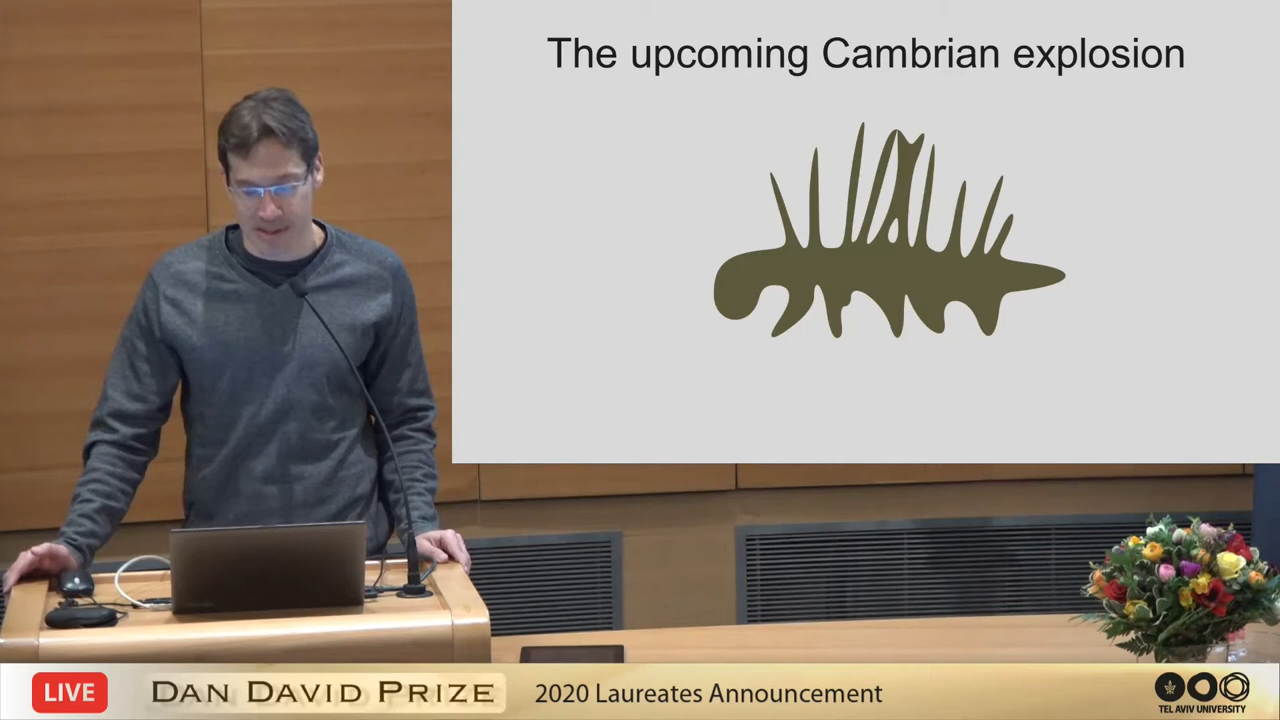 The upcoming Cambrian explosion
LIVE
DAN DAVID PRIZE
2020 Laureates Announcement
TEL AVIV UNIVERSITY